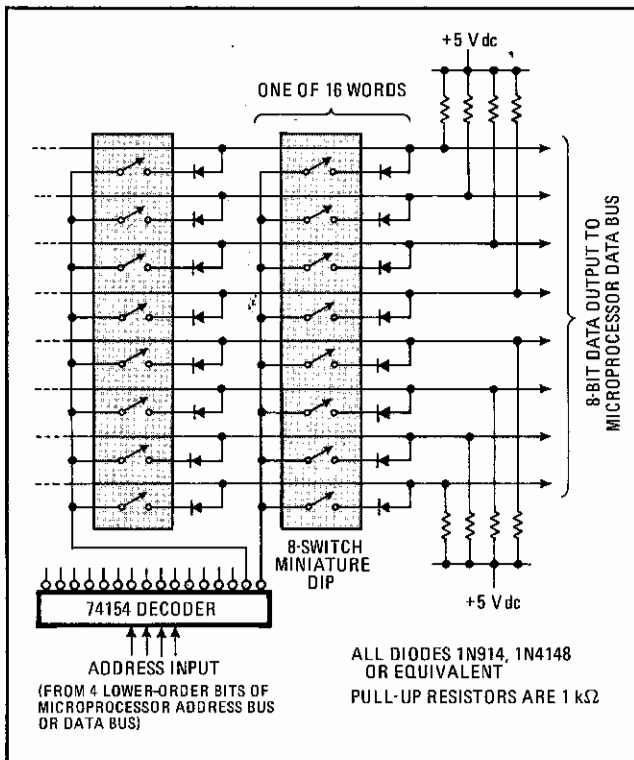 +5 V dc
ONE OF 16 WORDS
8-BIT DATA OUTPUT TO
MICROPROCESSOR DATA BUS
8-SWITCH
MINIATURE
DIP
+5 V dc
74154 DECODER
ADDRESS INPUT
(FROM 4 LOWER-ORDER BITS OF
MICROPROCESSOR ADDRESS BUS
OR DATA BUS)
ALL DIODES 1N914, 1N4148
OR EQUIVALENT
PULL-UP RESISTORS ARE 1 kΩ